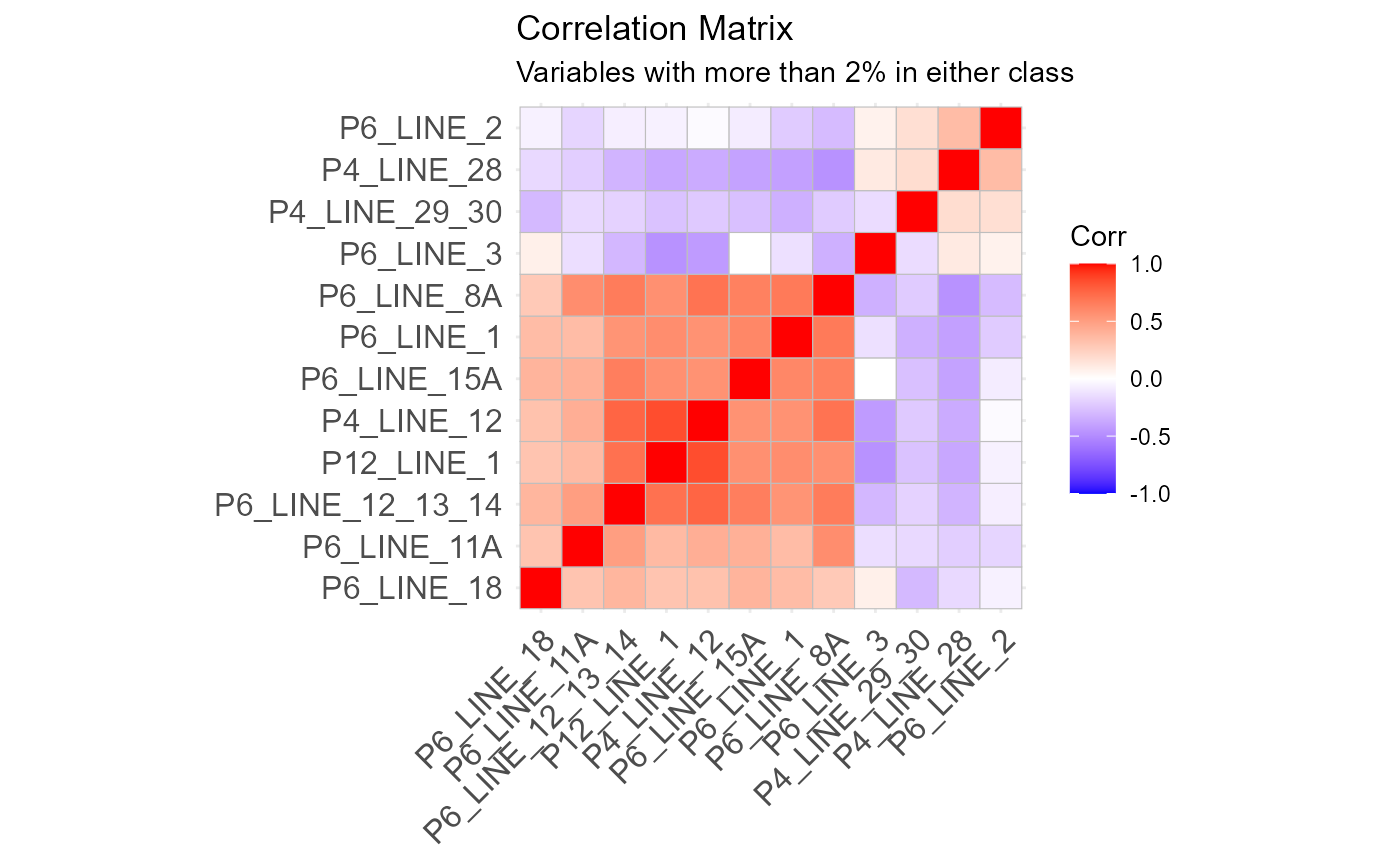 Correlation Matrix
Variables with more than 2% in either class
P6_LINE_2
P4_LINE_28
P4_LINE_29_30
P6_LINE_3
P6_LINE_8A
P6_LINE_1
P6_LINE_15A
P4_LINE_12
P12_LINE_1
P6_LINE_12_13_14
P6_LINE_11A
P6_LINE_18
Corr
1.0
0.5
0.0
-0.5
-1.0
P6_LINE_18
P6_LINE_11A
P6_LINE_12_13_14
P12_LINE_1
P4_LINE_12
P6_LINE_15A
P6_LINE_1
P6_LINE_8A
P6_LINE_3
P4_LINE_29_30
P4_LINE_28
P6_LINE_2